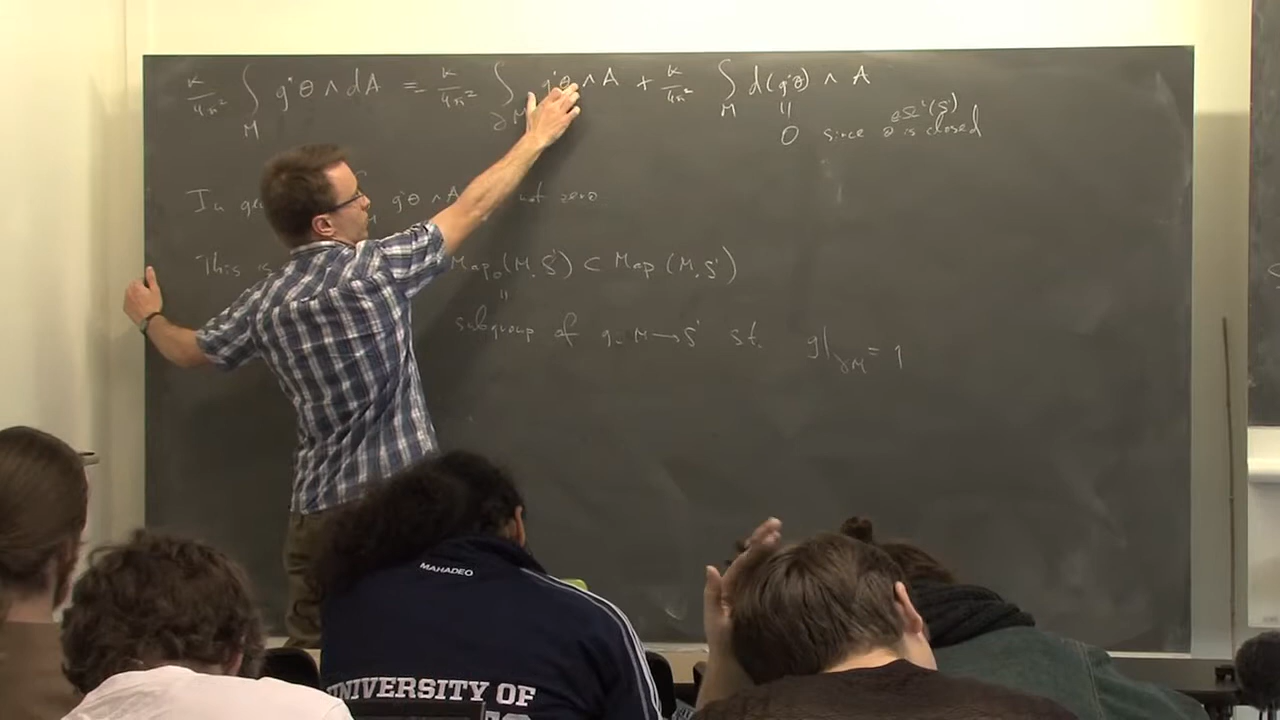 κ/4π² ∫_M g*θ ∧ dA = κ/4π² ∫_∂M g*θ ∧ A + κ/4π² ∫_M d(g*θ) ∧ A
||
∈Ω¹(S¹)
0 since θ is closed
In g*θ ∧ A not zero
This is Map₀(M, S¹) ⊂ Map (M, S¹)
||
subgroup of g: M → S¹ st. g|_∂M = 1
MAHADEO
UNIVERSITY OF